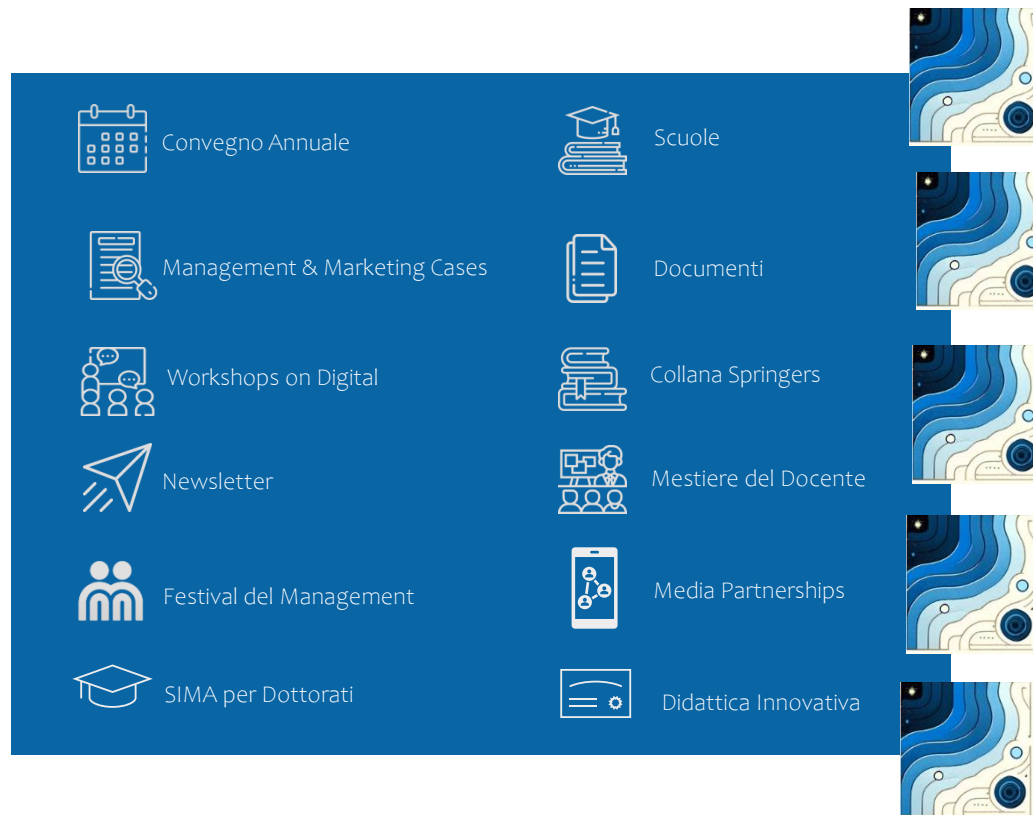 Convegno Annuale
Scuole
Management & Marketing Cases
Documenti
Workshops on Digital
Collana Springers
Newsletter
Mestiere del Docente
Festival del Management
Media Partnerships
SIMA per Dottorati
Didattica Innovativa